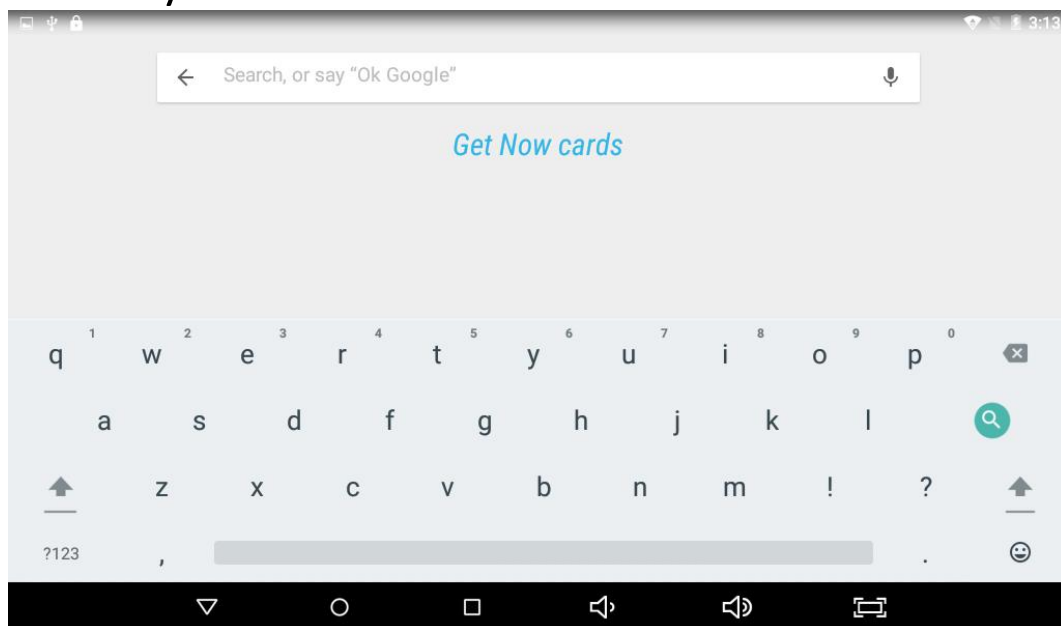 3:13
Search, or say “Ok Google”
Get Now cards
1 2 3 4 5 6 7 8 9 0
q w e r t y u i o p
a s d f g h j k l
z x c v b n m ! ?
?123 , .